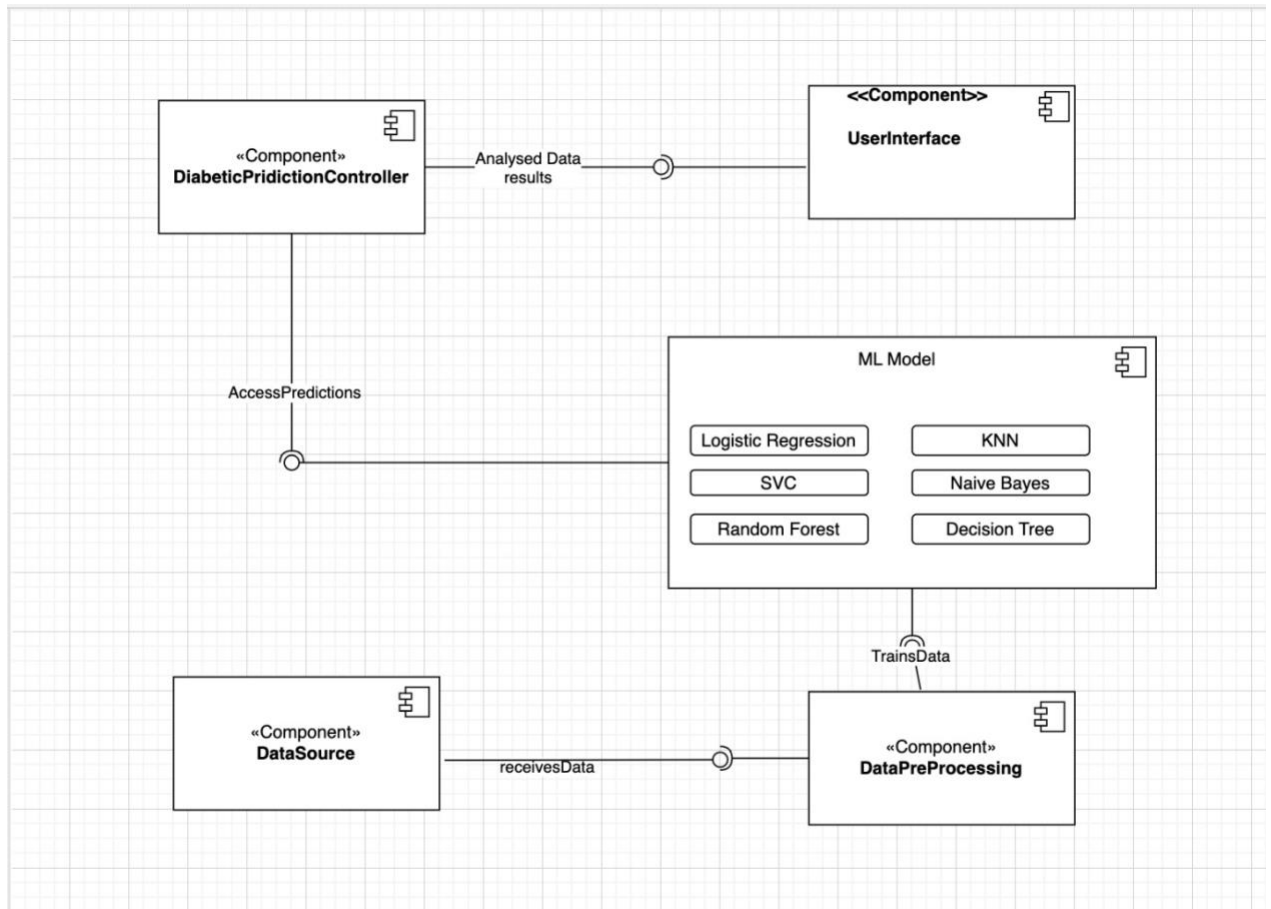 <<Component>>
UserInterface
«Component»
DiabeticPridictionController
Analysed Data
results
ML Model
AccessPredictions
Logistic Regression
KNN
SVC
Naive Bayes
Random Forest
Decision Tree
TrainsData
«Component»
DataSource
receivesData
«Component»
DataPreProcessing